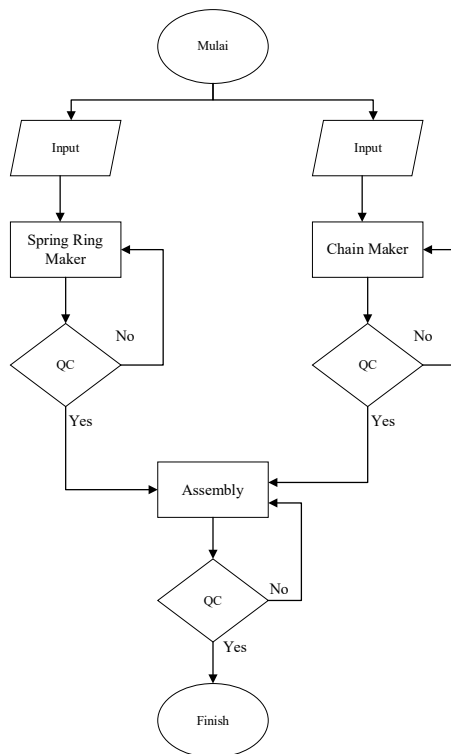 Mulai
Input
Input
Spring Ring
Maker
Chain Maker
No
No
QC
QC
Yes
Yes
Assembly
No
QC
Yes
Finish